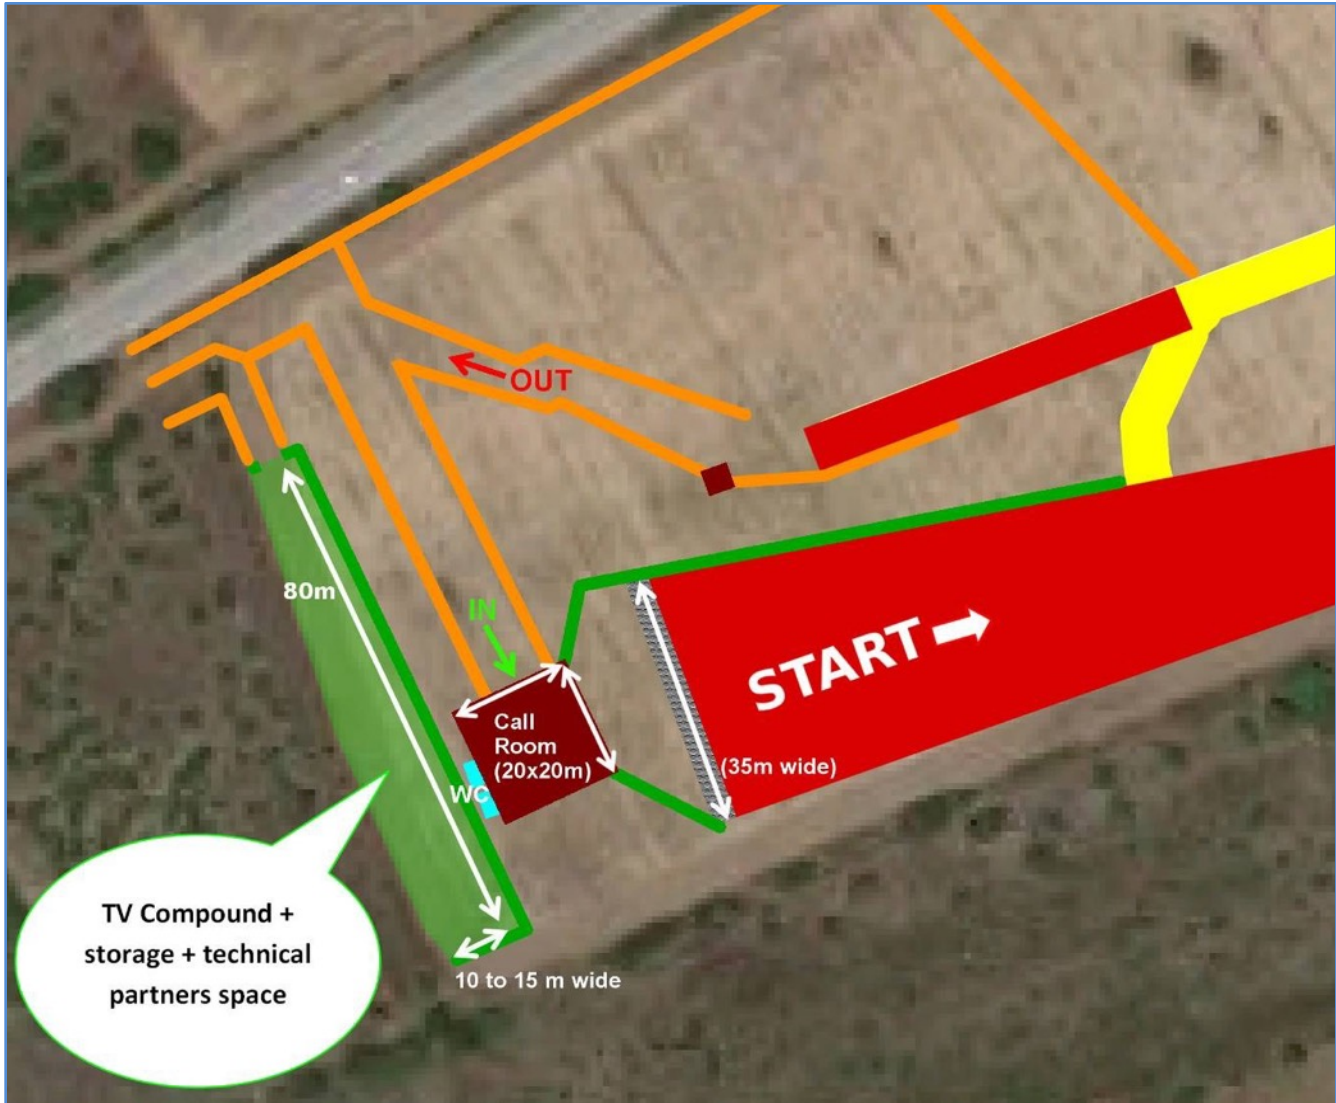 OUT
80m
IN
START
Call
Room
(20x20m)
(35m wide)
WC
TV Compound +
storage + technical
partners space
10 to 15 m wide